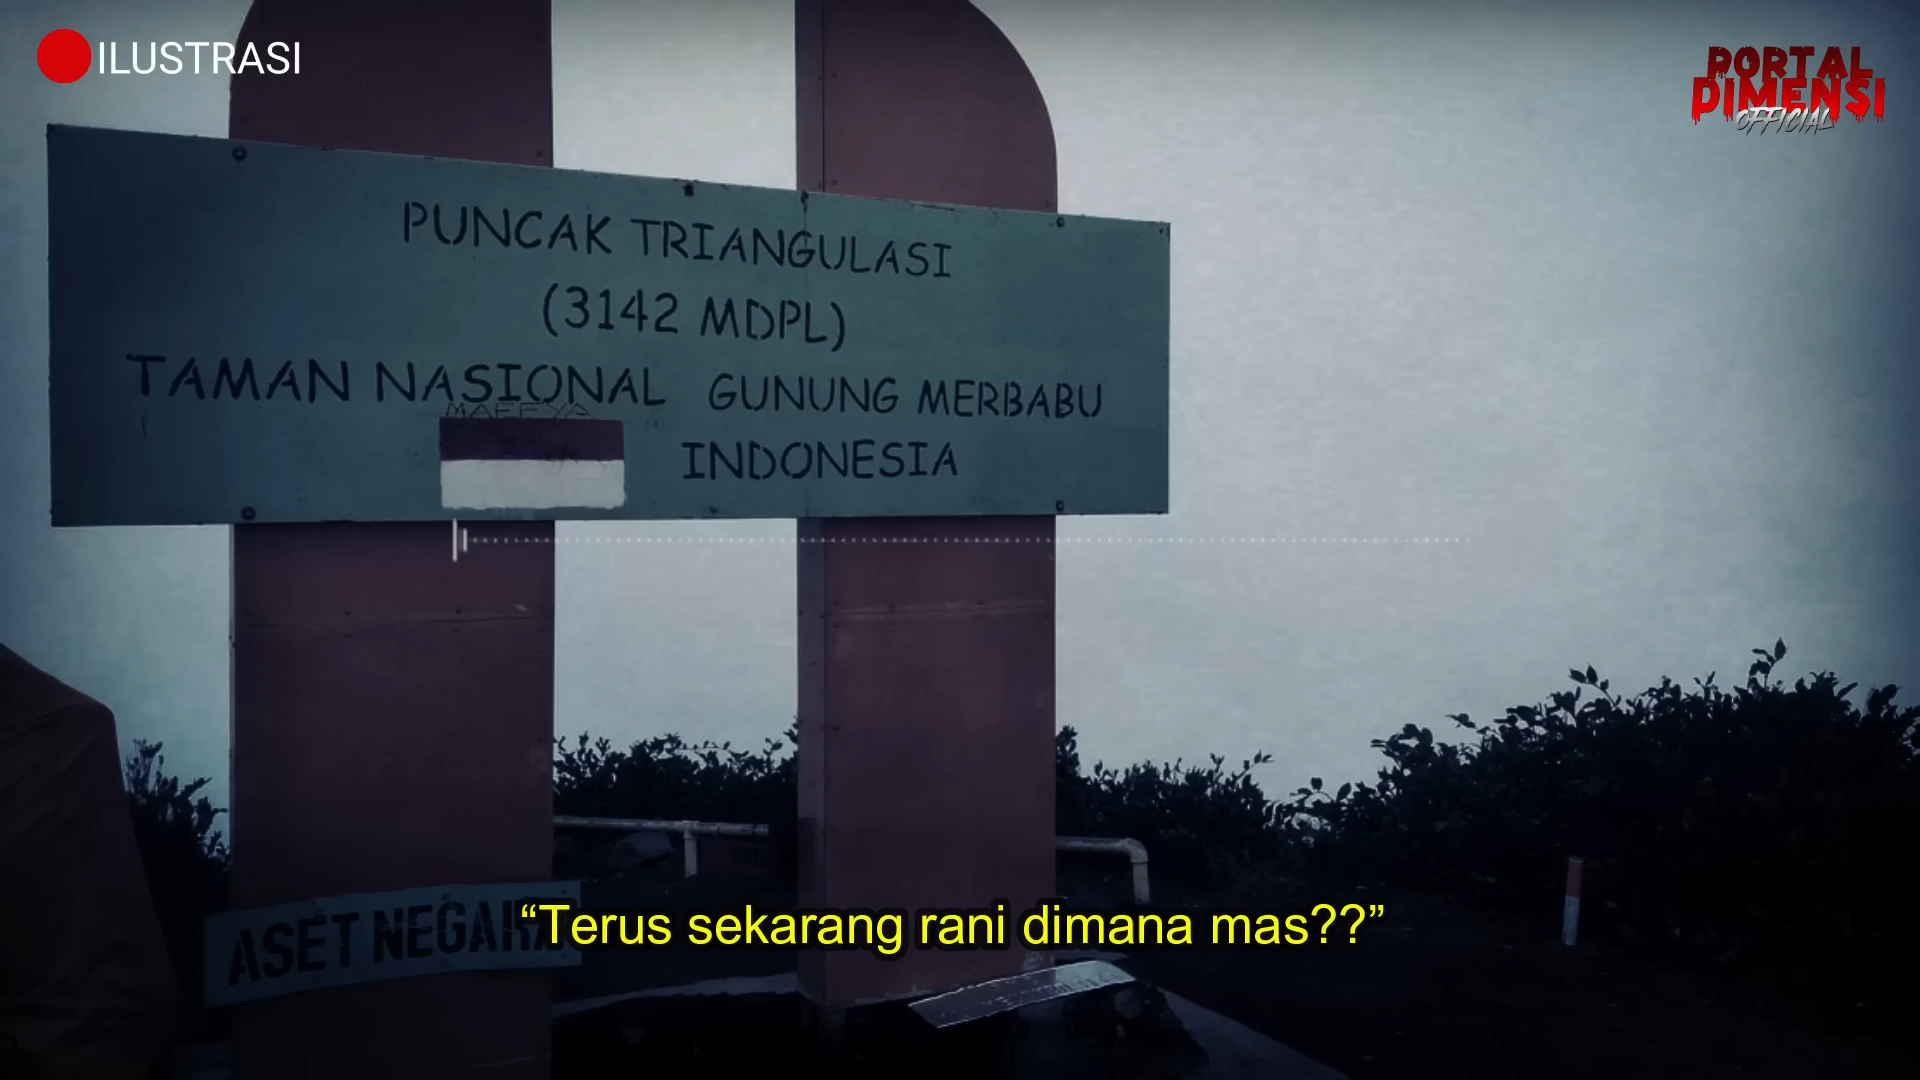 ILUSTRASI
PORTAL
DIMENSI
OFFICIAL
PUNCAK TRIANGULASI
(3142 MDPL)
TAMAN NASIONAL GUNUNG MERBABU
INDONESIA
ASET NEGARA
“Terus sekarang rani dimana mas??”